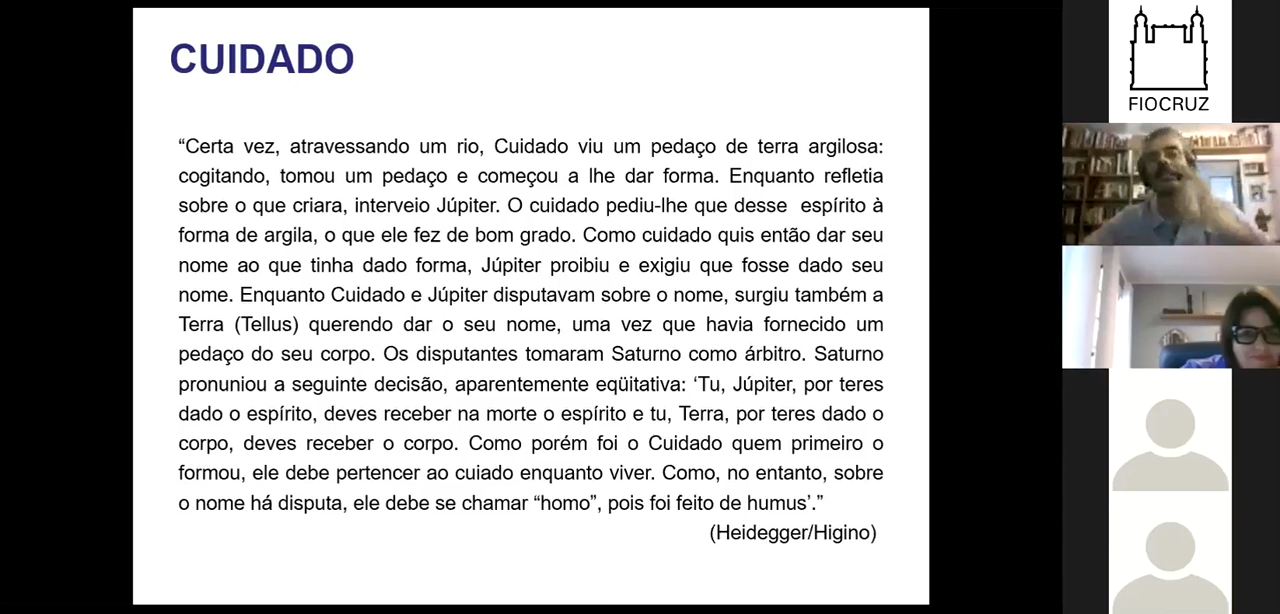 CUIDADO
“Certa vez, atravessando um rio, Cuidado viu um pedaço de terra argilosa:
cogitando, tomou um pedaço e começou a lhe dar forma. Enquanto refletia
sobre o que criara, interveio Júpiter. O cuidado pediu-lhe que desse espírito à
forma de argila, o que ele fez de bom grado. Como cuidado quis então dar seu
nome ao que tinha dado forma, Júpiter proibiu e exigiu que fosse dado seu
nome. Enquanto Cuidado e Júpiter disputavam sobre o nome, surgiu também a
Terra (Tellus) querendo dar o seu nome, uma vez que havia fornecido um
pedaço do seu corpo. Os disputantes tomaram Saturno como árbitro. Saturno
pronuniou a seguinte decisão, aparentemente eqüitativa: ‘Tu, Júpiter, por teres
dado o espírito, deves receber na morte o espírito e tu, Terra, por teres dado o
corpo, deves receber o corpo. Como porém foi o Cuidado quem primeiro o
formou, ele debe pertencer ao cuiado enquanto viver. Como, no entanto, sobre
o nome há disputa, ele debe se chamar “homo”, pois foi feito de humus’.”
(Heidegger/Higino)
FIOCRUZ